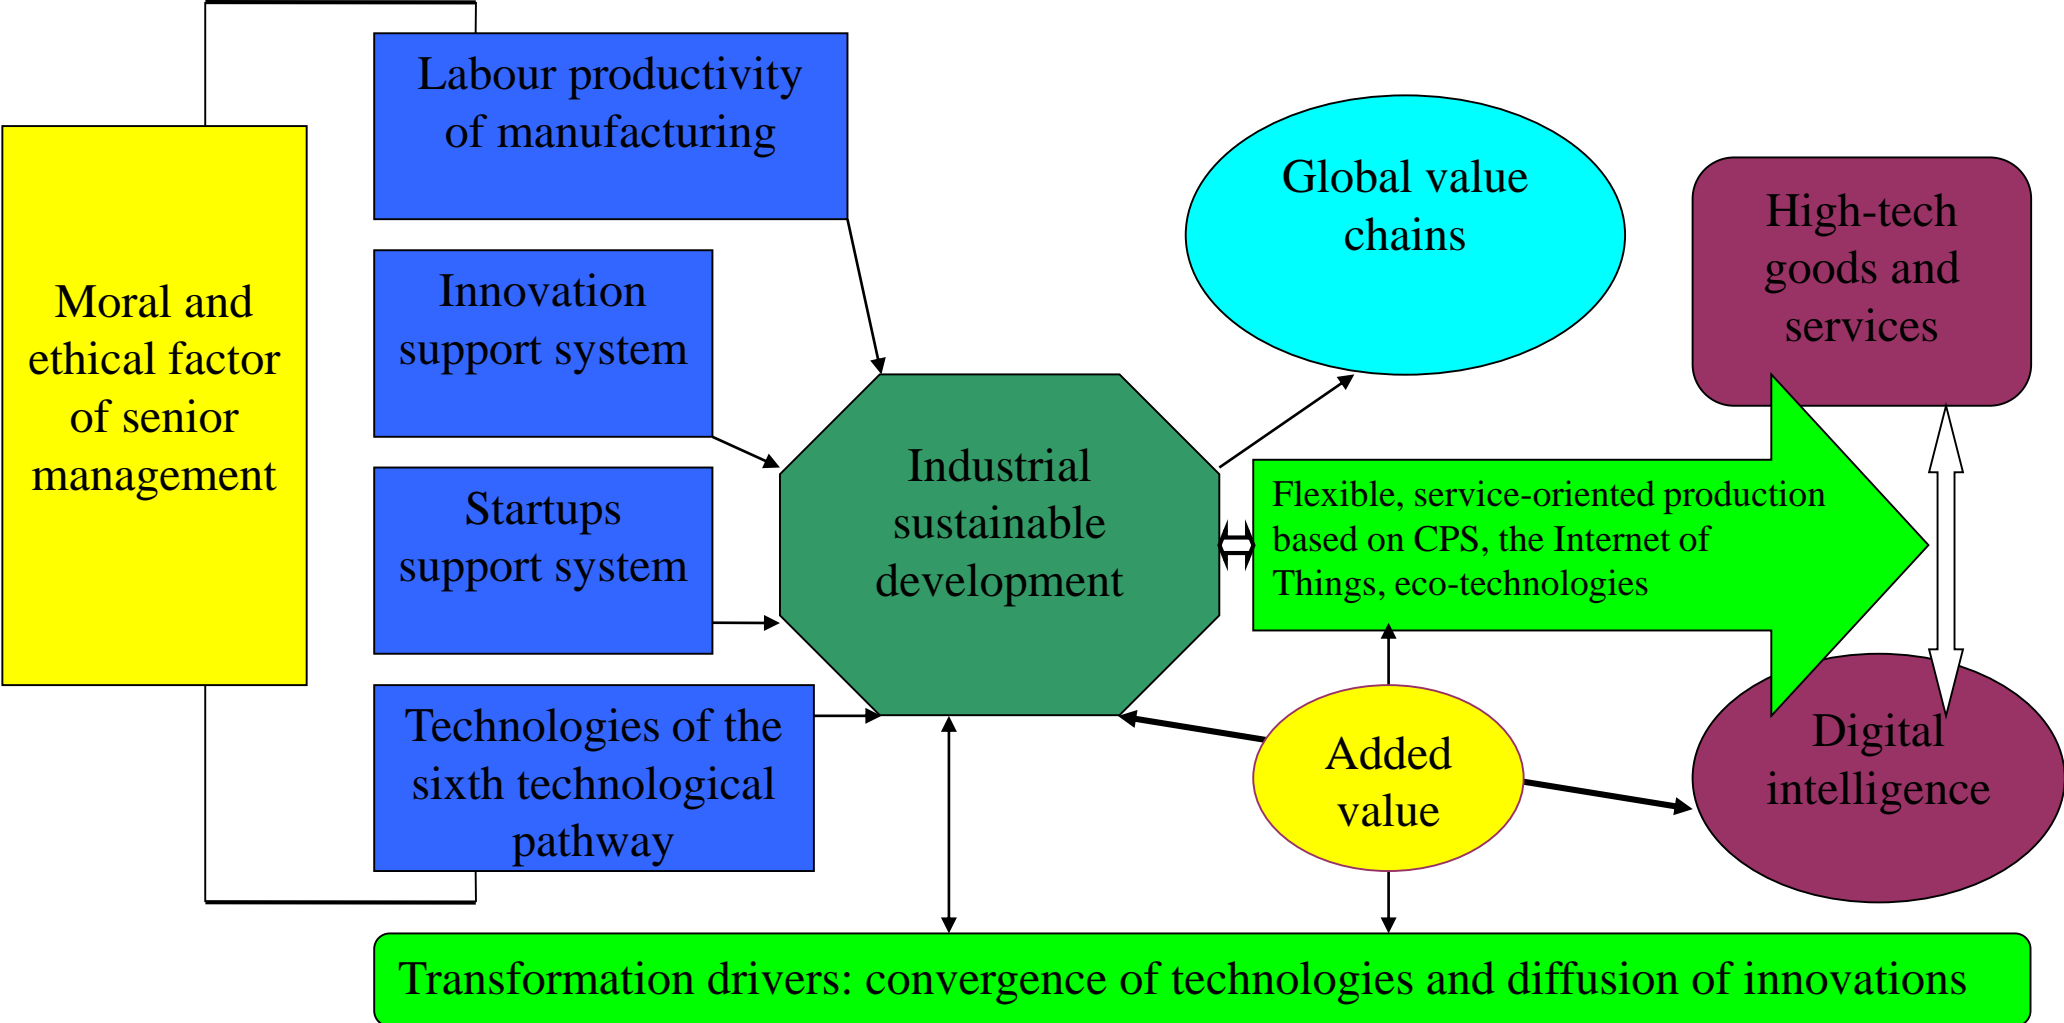 Labour productivity
of manufacturing
Moral and
ethical factor
of senior
management
Innovation
support system
Startups
support system
Technologies of the
sixth technological
pathway
Industrial
sustainable
development
Global value
chains
High-tech
goods and
services
Flexible, service-oriented production
based on CPS, the Internet of
Things, eco-technologies
Added
value
Digital
intelligence
Transformation drivers: convergence of technologies and diffusion of innovations